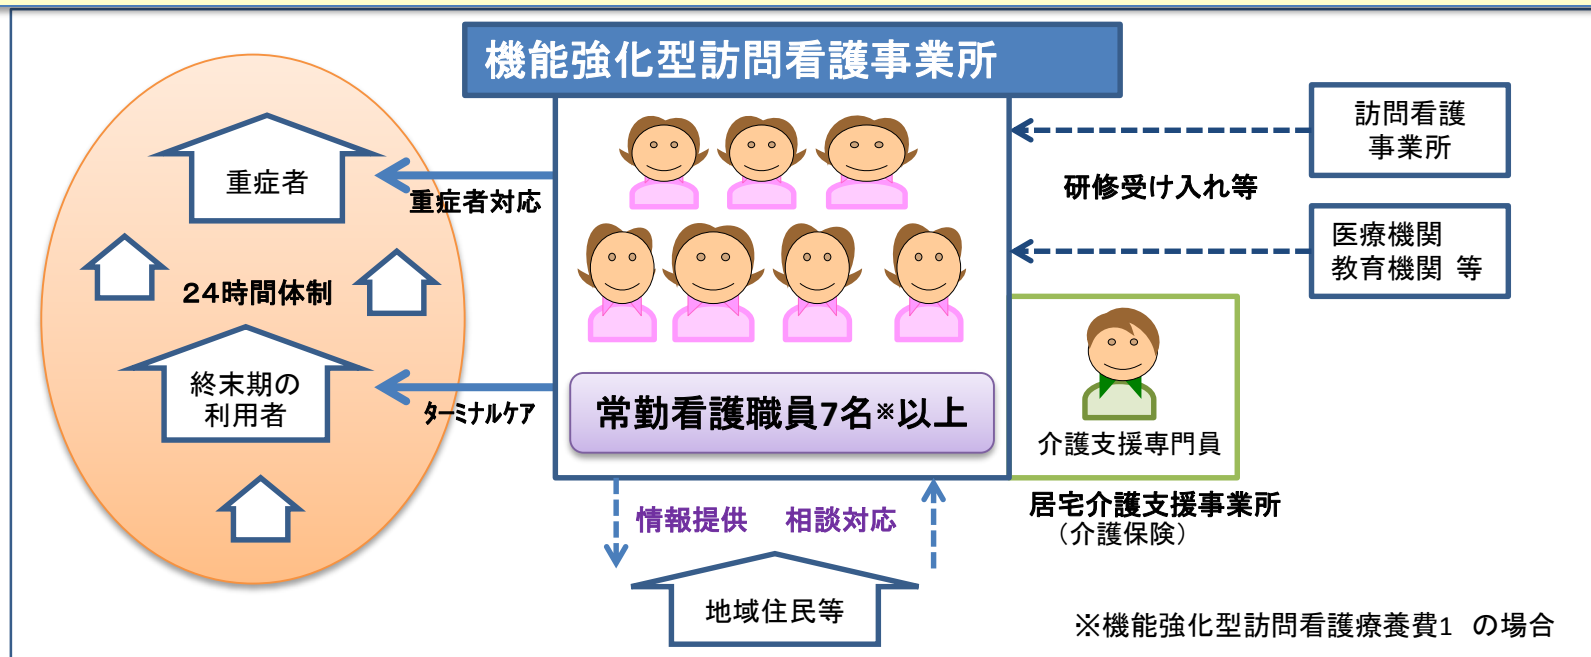 機能強化型訪問看護事業所
重症者
重症者対応
24時間体制
終末期の
利用者
ターミナルケア
常勤看護職員7名※以上
訪問看護
事業所
研修受け入れ等
医療機関
教育機関 等
介護支援専門員
居宅介護支援事業所
（介護保険）
情報提供 相談対応
地域住民等
※機能強化型訪問看護療養費1 の場合